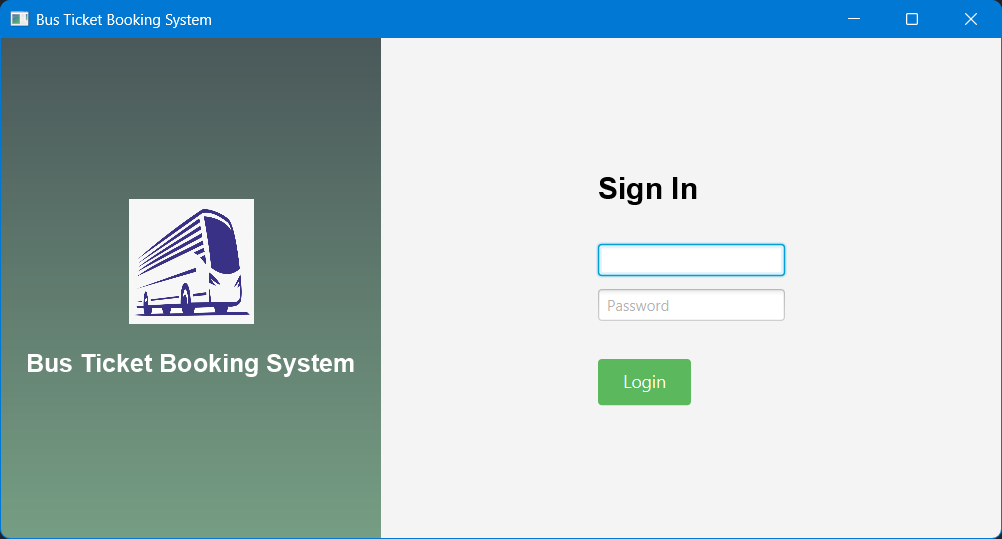 Bus Ticket Booking System
Bus Ticket Booking System
Sign In
Password
Login